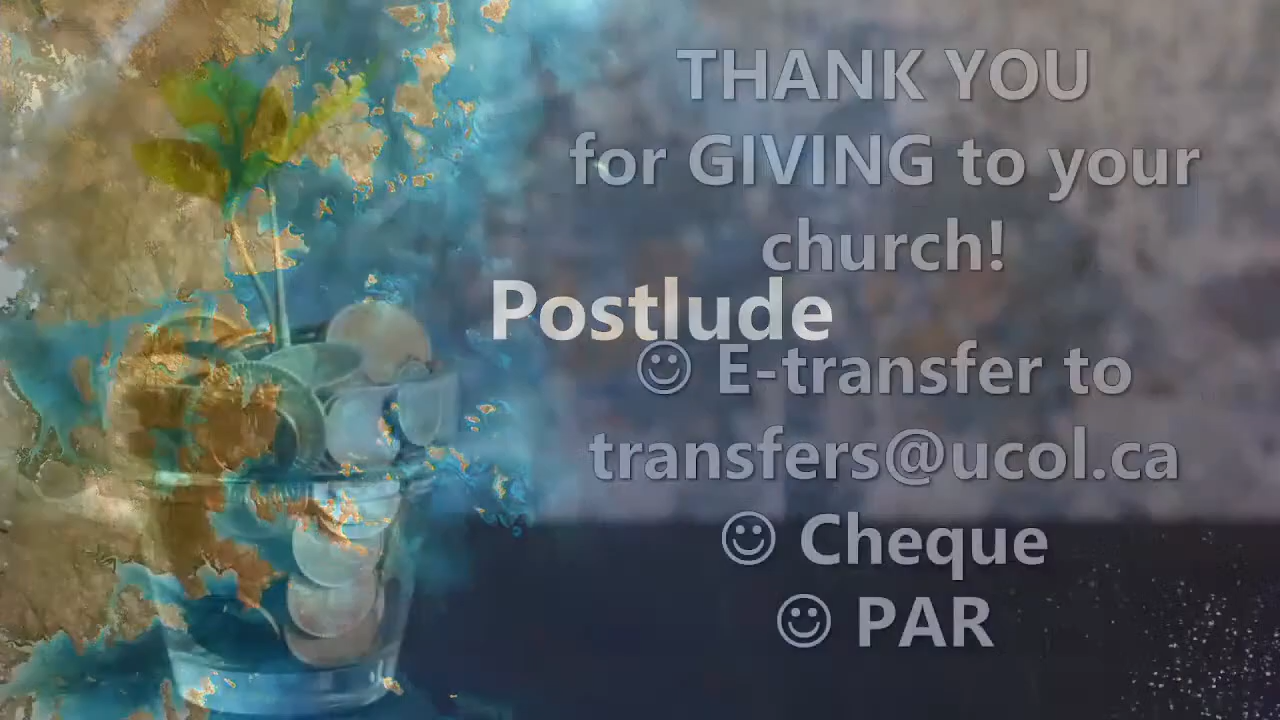 THANK YOU
for GIVING to your
church!
Postlude
☺ E-transfer to
transfers@ucol.ca
☺ Cheque
☺ PAR